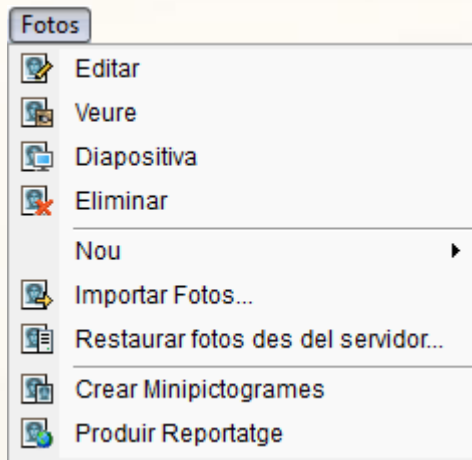 Fotos
Editar
Veure
Diapositiva
Eliminar
Nou
Importar Fotos...
Restaurar fotos des del servidor...
Crear Minipictogrames
Produir Reportatge